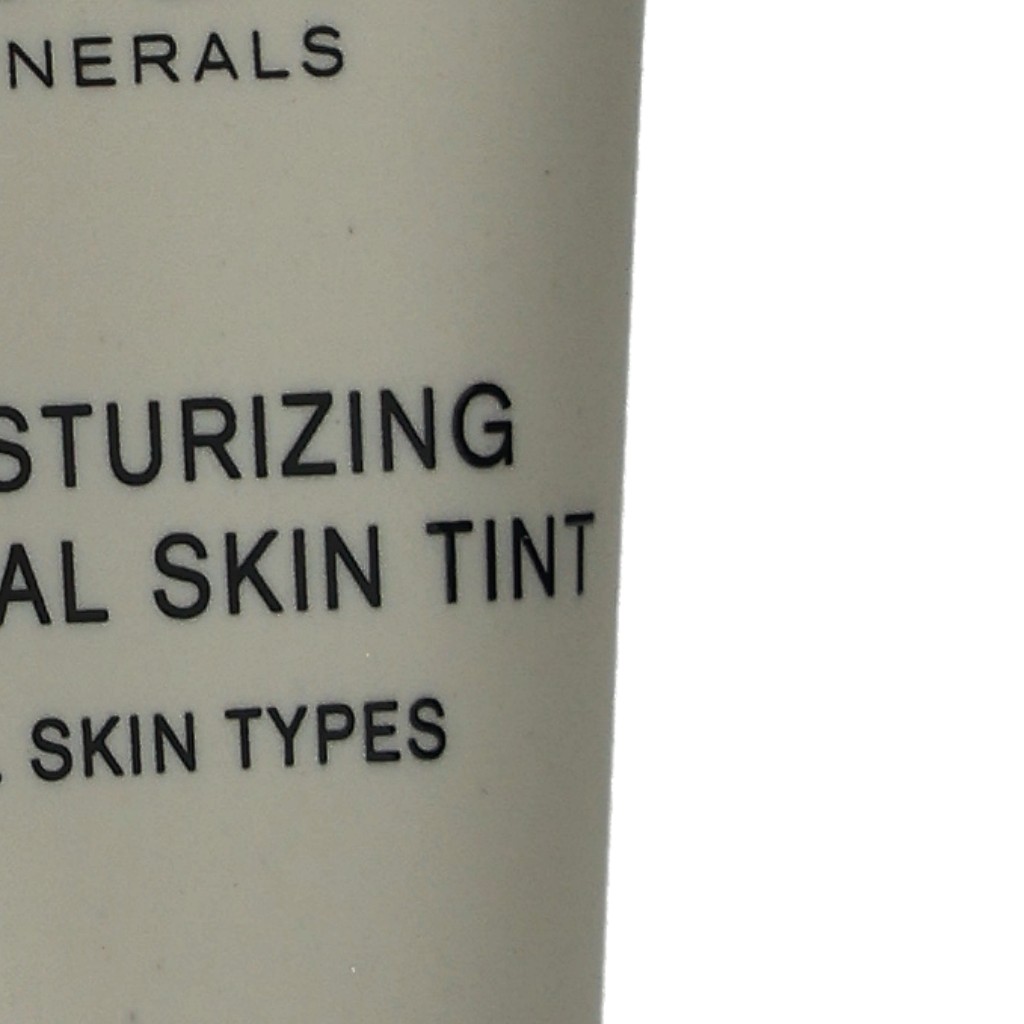 NERALS
STURIZING
AL SKIN TINT
SKIN TYPES